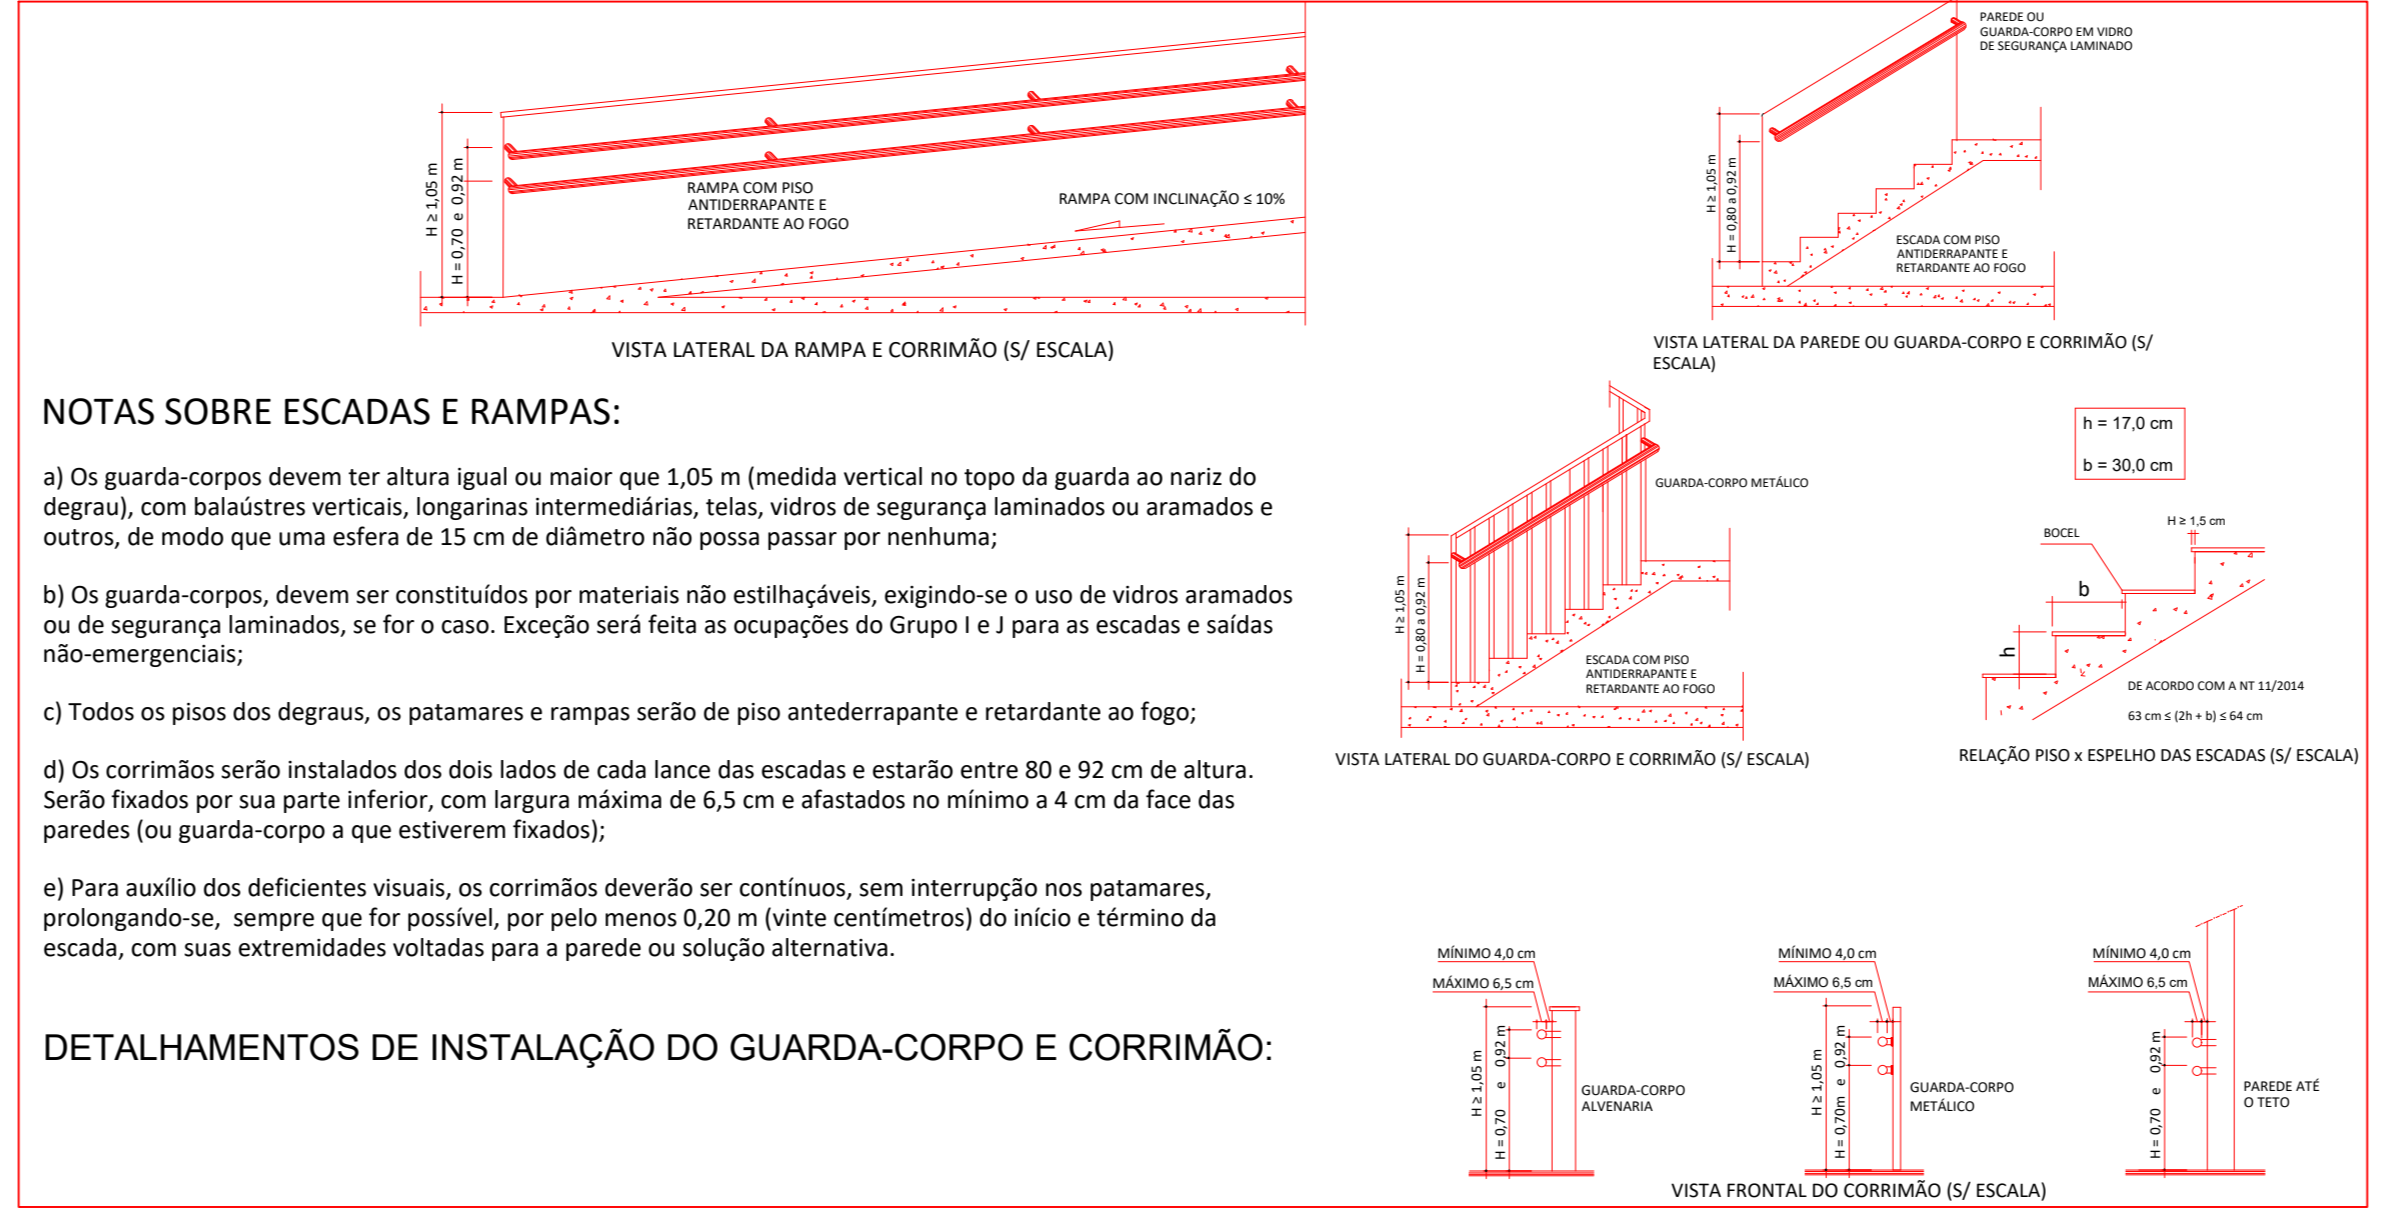 H ≥ 1,05 m
H = 0,70 e 0,92 m
RAMPA COM PISO
ANTIDERRAPANTE E
RETARDANTE AO FOGO
RAMPA COM INCLINAÇÃO ≤ 10%
VISTA LATERAL DA RAMPA E CORRIMÃO (S/ ESCALA)
PAREDE OU
GUARDA-CORPO EM VIDRO
DE SEGURANÇA LAMINADO
H ≥ 1,05 m
H = 0,80 a 0,92 m
ESCADA COM PISO
ANTIDERRAPANTE E
RETARDANTE AO FOGO
VISTA LATERAL DA PAREDE OU GUARDA-CORPO E CORRIMÃO (S/
ESCALA)
NOTAS SOBRE ESCADAS E RAMPAS:
a) Os guarda-corpos devem ter altura igual ou maior que 1,05 m (medida vertical no topo da guarda ao nariz do
degrau), com balaústres verticais, longarinas intermediárias, telas, vidros de segurança laminados ou aramados e
outros, de modo que uma esfera de 15 cm de diâmetro não possa passar por nenhuma;
b) Os guarda-corpos, devem ser constituídos por materiais não estilhaçáveis, exigindo-se o uso de vidros aramados
ou de segurança laminados, se for o caso. Exceção será feita as ocupações do Grupo I e J para as escadas e saídas
não-emergenciais;
c) Todos os pisos dos degraus, os patamares e rampas serão de piso antederrapante e retardante ao fogo;
d) Os corrimãos serão instalados dos dois lados de cada lance das escadas e estarão entre 80 e 92 cm de altura.
Serão fixados por sua parte inferior, com largura máxima de 6,5 cm e afastados no mínimo a 4 cm da face das
paredes (ou guarda-corpo a que estiverem fixados);
e) Para auxílio dos deficientes visuais, os corrimãos deverão ser contínuos, sem interrupção nos patamares,
prolongando-se, sempre que for possível, por pelo menos 0,20 m (vinte centímetros) do início e término da
escada, com suas extremidades voltadas para a parede ou solução alternativa.
DETALHAMENTOS DE INSTALAÇÃO DO GUARDA-CORPO E CORRIMÃO:
GUARDA-CORPO METÁLICO
H ≥ 1,05 m
H = 0,80 a 0,92 m
ESCADA COM PISO
ANTIDERRAPANTE E
RETARDANTE AO FOGO
VISTA LATERAL DO GUARDA-CORPO E CORRIMÃO (S/ ESCALA)
h = 17,0 cm
b = 30,0 cm
H ≥ 1,5 cm
BOCEL
b
h
DE ACORDO COM A NT 11/2014
63 cm ≤ (2h + b) ≤ 64 cm
RELAÇÃO PISO x ESPELHO DAS ESCADAS (S/ ESCALA)
MÍNIMO 4,0 cm
MÁXIMO 6,5 cm
H ≥ 1,05 m
H = 0,70 e 0,92 m
GUARDA-CORPO
ALVENARIA
MÍNIMO 4,0 cm
MÁXIMO 6,5 cm
H ≥ 1,05 m
H = 0,70m e 0,92 m
GUARDA-CORPO
METÁLICO
MÍNIMO 4,0 cm
MÁXIMO 6,5 cm
H = 0,70 e 0,92 m
PAREDE ATÉ
O TETO
VISTA FRONTAL DO CORRIMÃO (S/ ESCALA)